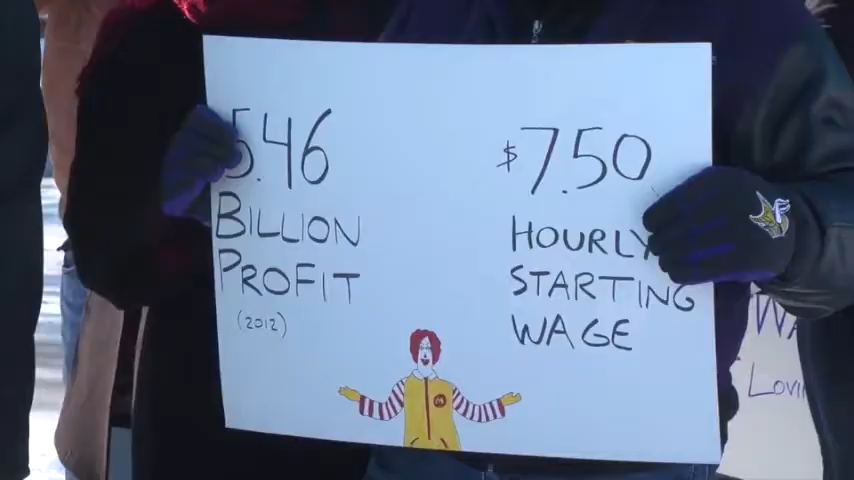 5.46
BILLION
PROFIT
(2012)
$7.50
HOURLY
STARTING
WAGE